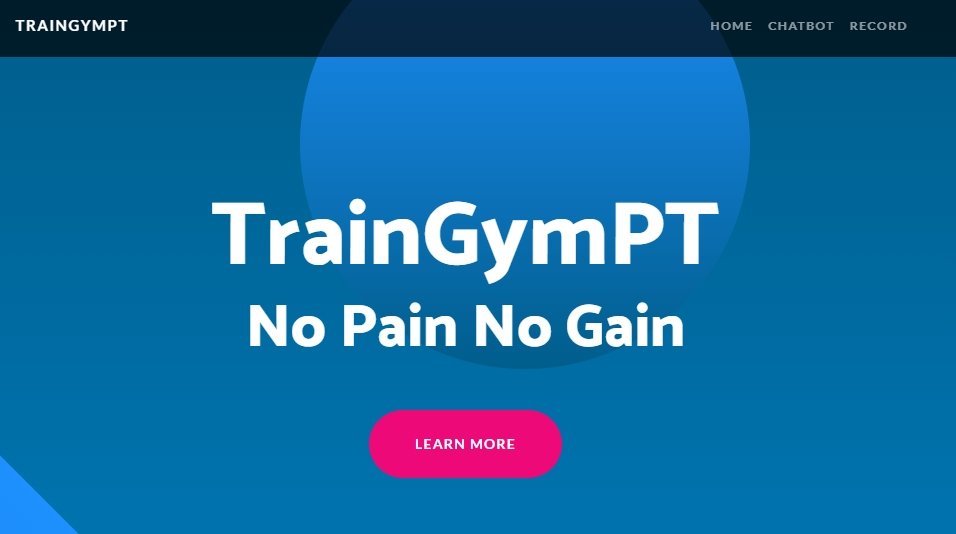 TRAINGYMPT
HOME CHATBOT RECORD
TrainGymPT
No Pain No Gain
LEARN MORE